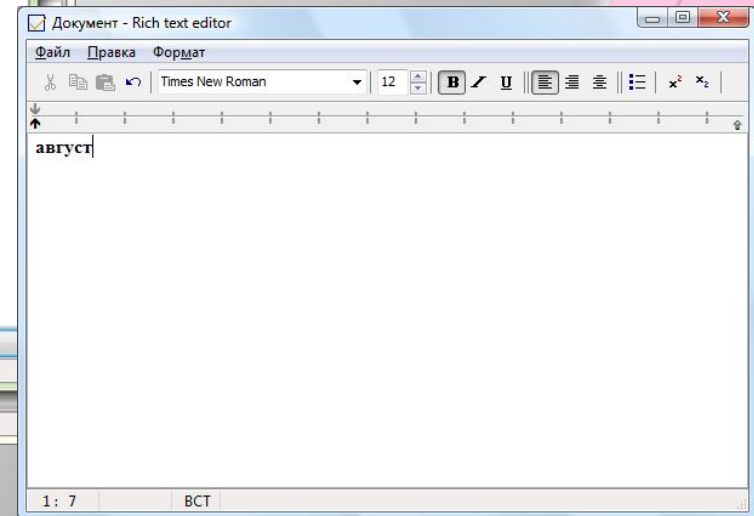 Документ - Rich text editor
Файл Правка Формат
Times New Roman 12 B I U x² x₂
август
1: 7 ВСТ